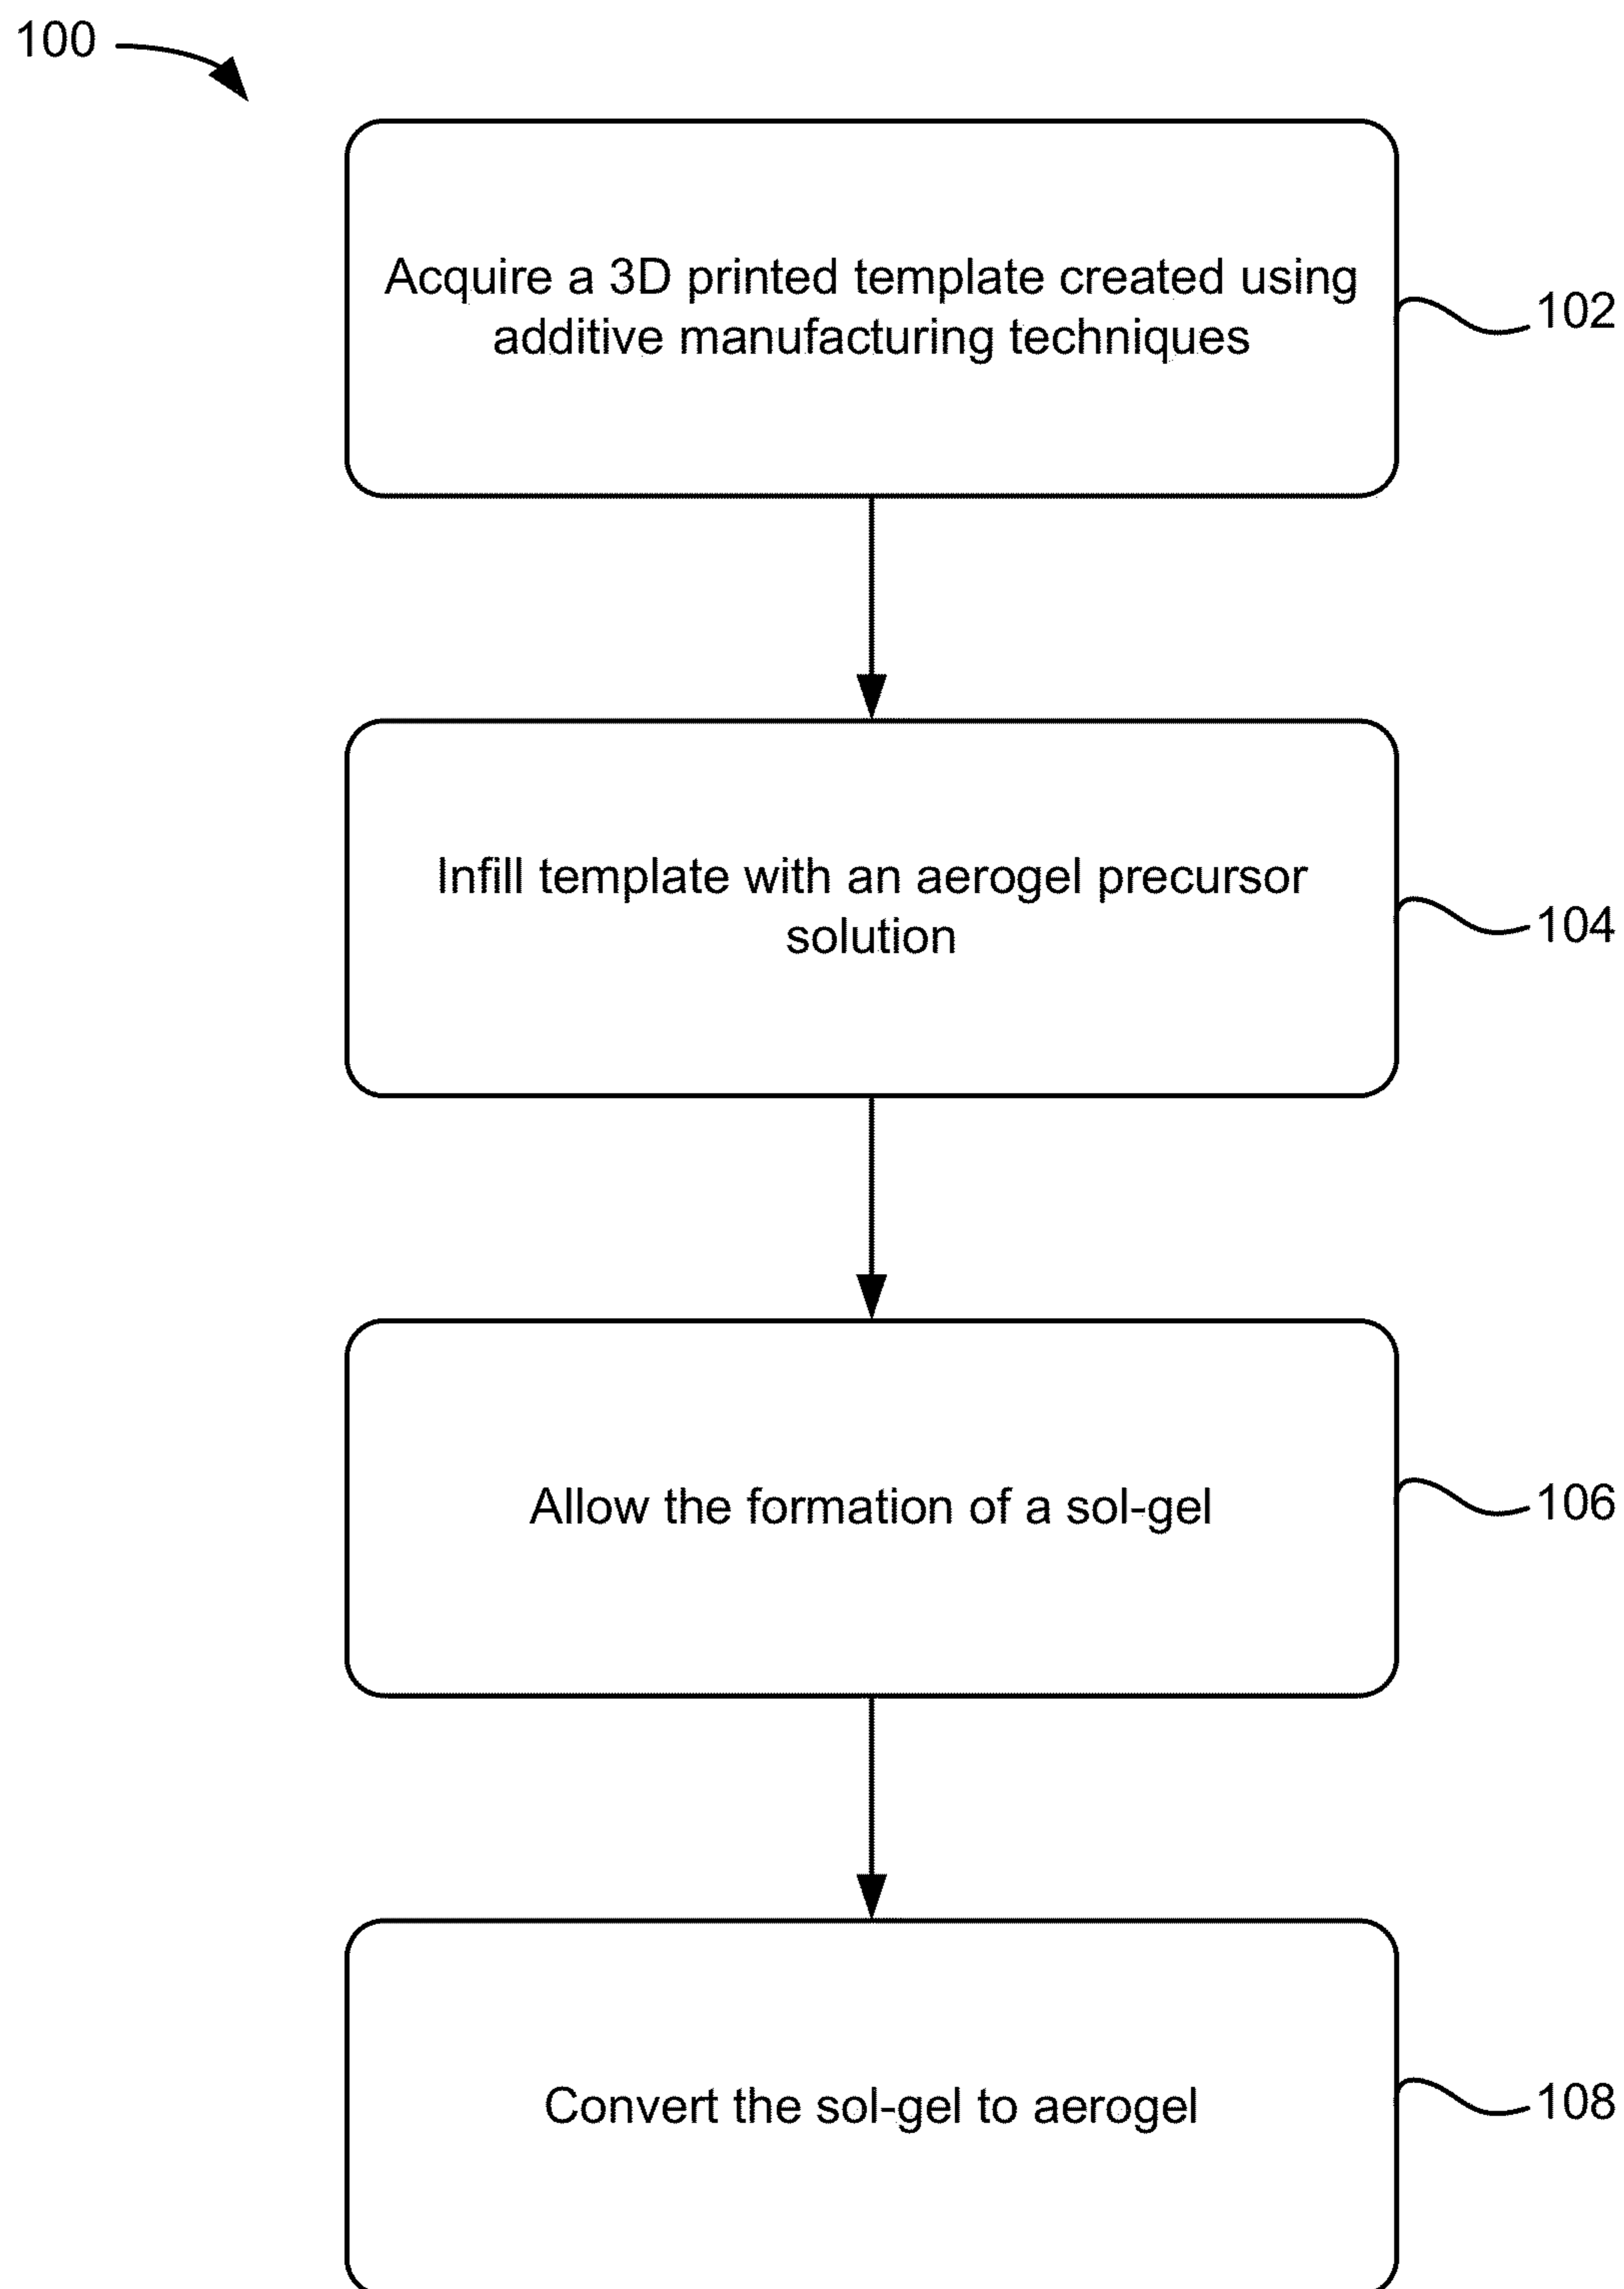 100
Acquire a 3D printed template created using
additive manufacturing techniques
102
Infill template with an aerogel precursor
solution
104
Allow the formation of a sol-gel
106
Convert the sol-gel to aerogel
108